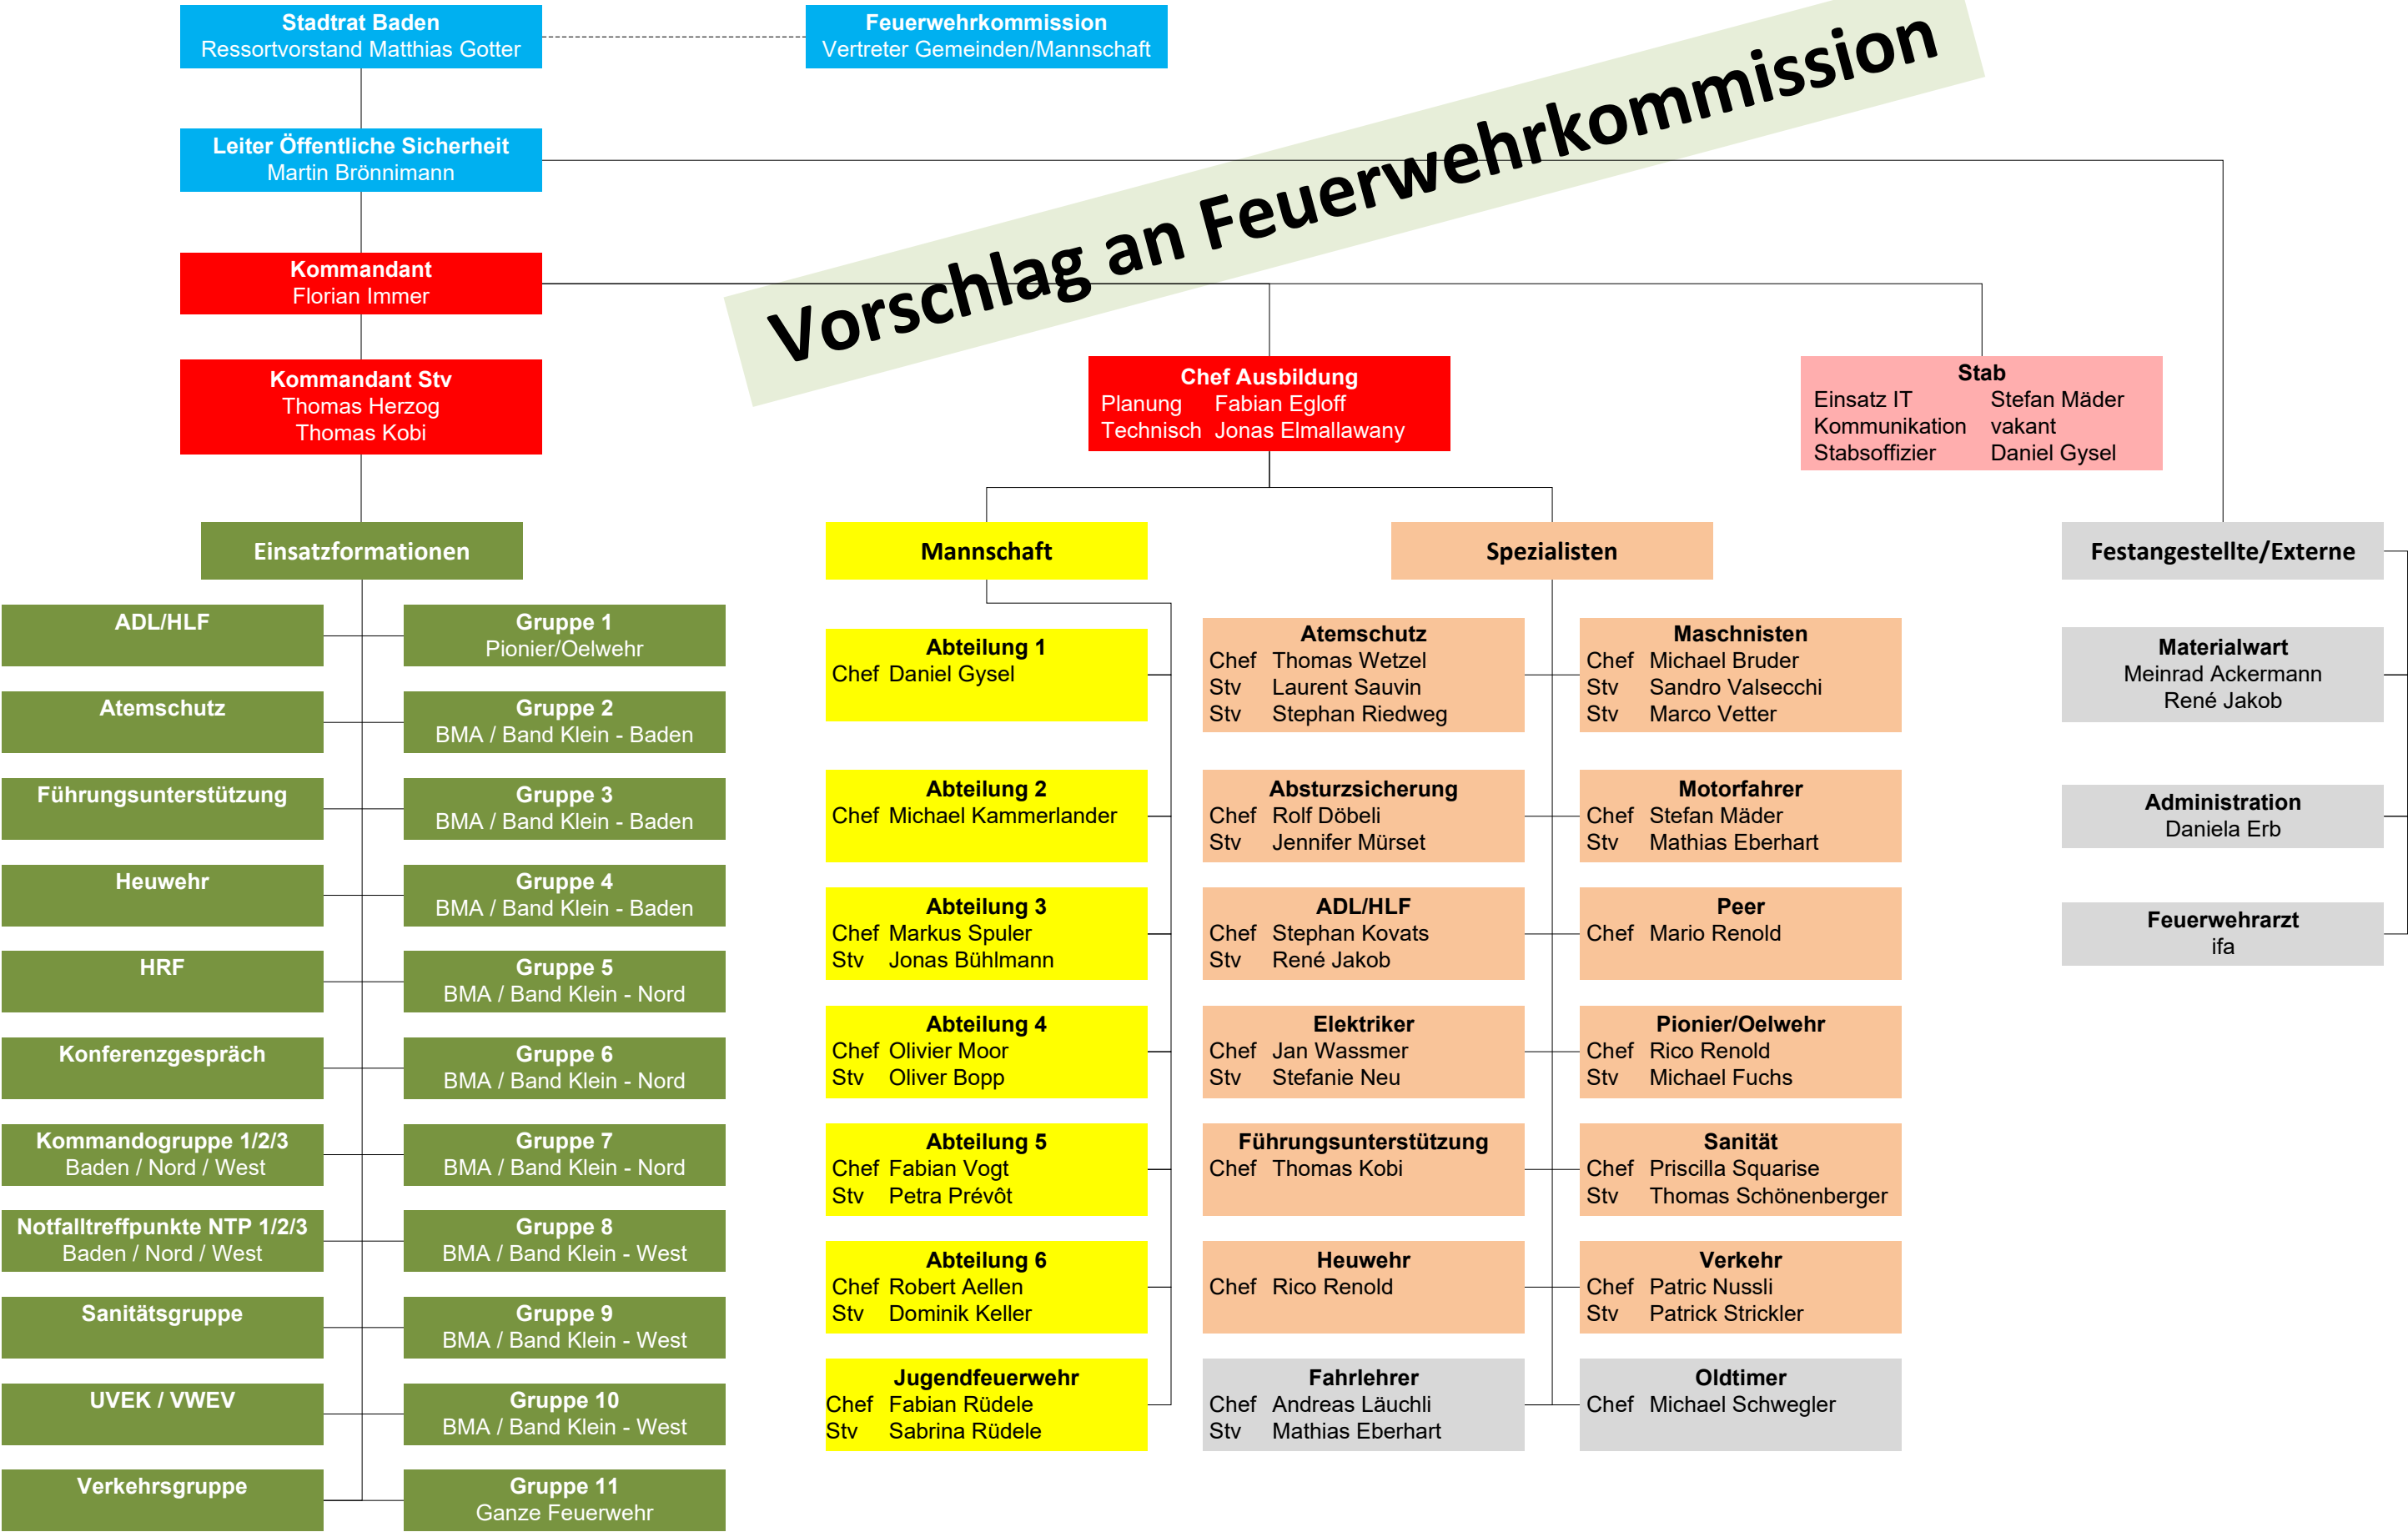 Stadtrat Baden
Ressortvorstand Matthias Gotter
Feuerwehrkommission
Vertreter Gemeinden/Mannschaft
Vorschlag an Feuerwehrkommission
Leiter Öffentliche Sicherheit
Martin Brönnimann
Kommandant
Florian Immer
Kommandant Stv
Thomas Herzog
Thomas Kobi
Chef Ausbildung
Planung Fabian Egloff
Technisch Jonas Elmallawany
Stab
Einsatz IT Stefan Mäder
Kommunikation vakant
Stabsoffizier Daniel Gysel
Einsatzformationen
ADL/HLF
Atemschutz
Führungsunterstützung
Heuwehr
HRF
Konferenzgespräch
Kommandogruppe 1/2/3
Baden / Nord / West
Notfalltreffpunkte NTP 1/2/3
Baden / Nord / West
Sanitätsgruppe
UVEK / VWEV
Verkehrsgruppe
Gruppe 1
Pionier/Oelwehr
Gruppe 2
BMA / Band Klein - Baden
Gruppe 3
BMA / Band Klein - Baden
Gruppe 4
BMA / Band Klein - Baden
Gruppe 5
BMA / Band Klein - Nord
Gruppe 6
BMA / Band Klein - Nord
Gruppe 7
BMA / Band Klein - Nord
Gruppe 8
BMA / Band Klein - West
Gruppe 9
BMA / Band Klein - West
Gruppe 10
BMA / Band Klein - West
Gruppe 11
Ganze Feuerwehr
Mannschaft
Abteilung 1
Chef Daniel Gysel
Abteilung 2
Chef Michael Kammerlander
Abteilung 3
Chef Markus Spuler
Stv Jonas Bühlmann
Abteilung 4
Chef Olivier Moor
Stv Oliver Bopp
Abteilung 5
Chef Fabian Vogt
Stv Petra Prévôt
Abteilung 6
Chef Robert Aellen
Stv Dominik Keller
Jugendfeuerwehr
Chef Fabian Rüdele
Stv Sabrina Rüdele
Spezialisten
Atemschutz
Chef Thomas Wetzel
Stv Laurent Sauvin
Stv Stephan Riedweg
Absturzsicherung
Chef Rolf Döbeli
Stv Jennifer Mürset
ADL/HLF
Chef Stephan Kovats
Stv René Jakob
Elektriker
Chef Jan Wassmer
Stv Stefanie Neu
Führungsunterstützung
Chef Thomas Kobi
Heuwehr
Chef Rico Renold
Fahrlehrer
Chef Andreas Läuchli
Stv Mathias Eberhart
Maschnisten
Chef Michael Bruder
Stv Sandro Valsecchi
Stv Marco Vetter
Motorfahrer
Chef Stefan Mäder
Stv Mathias Eberhart
Peer
Chef Mario Renold
Pionier/Oelwehr
Chef Rico Renold
Stv Michael Fuchs
Sanität
Chef Priscilla Squarise
Stv Thomas Schönenberger
Verkehr
Chef Patric Nussli
Stv Patrick Strickler
Oldtimer
Chef Michael Schwegler
Festangestellte/Externe
Materialwart
Meinrad Ackermann
René Jakob
Administration
Daniela Erb
Feuerwehrarzt
ifa